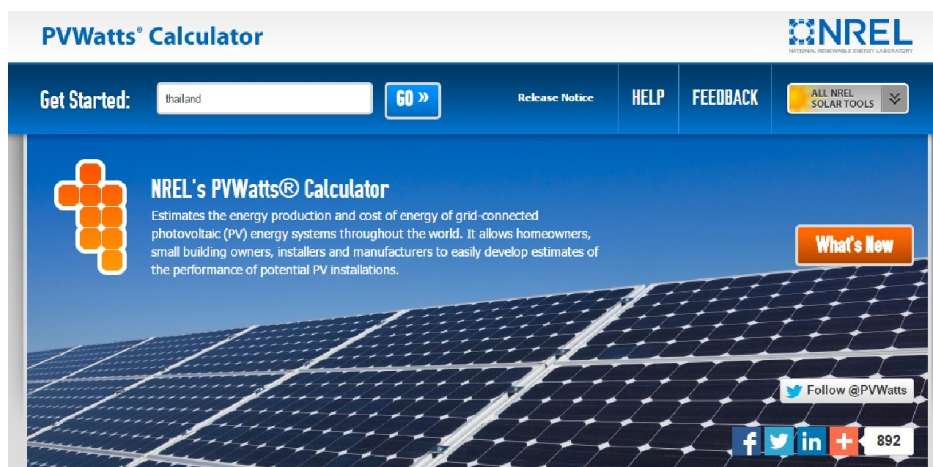 PVWatts® Calculator
NREL
NATIONAL RENEWABLE ENERGY LABORATORY
Get Started:
thailand
GO »
Release Notice
HELP
FEEDBACK
ALL NREL
SOLAR TOOLS
NREL's PVWatts® Calculator
Estimates the energy production and cost of energy of grid-connected
photovoltaic (PV) energy systems throughout the world. It allows homeowners,
small building owners, installers and manufacturers to easily develop estimates of
the performance of potential PV installations.
What's New
Follow @PVWatts
f
in
+
892